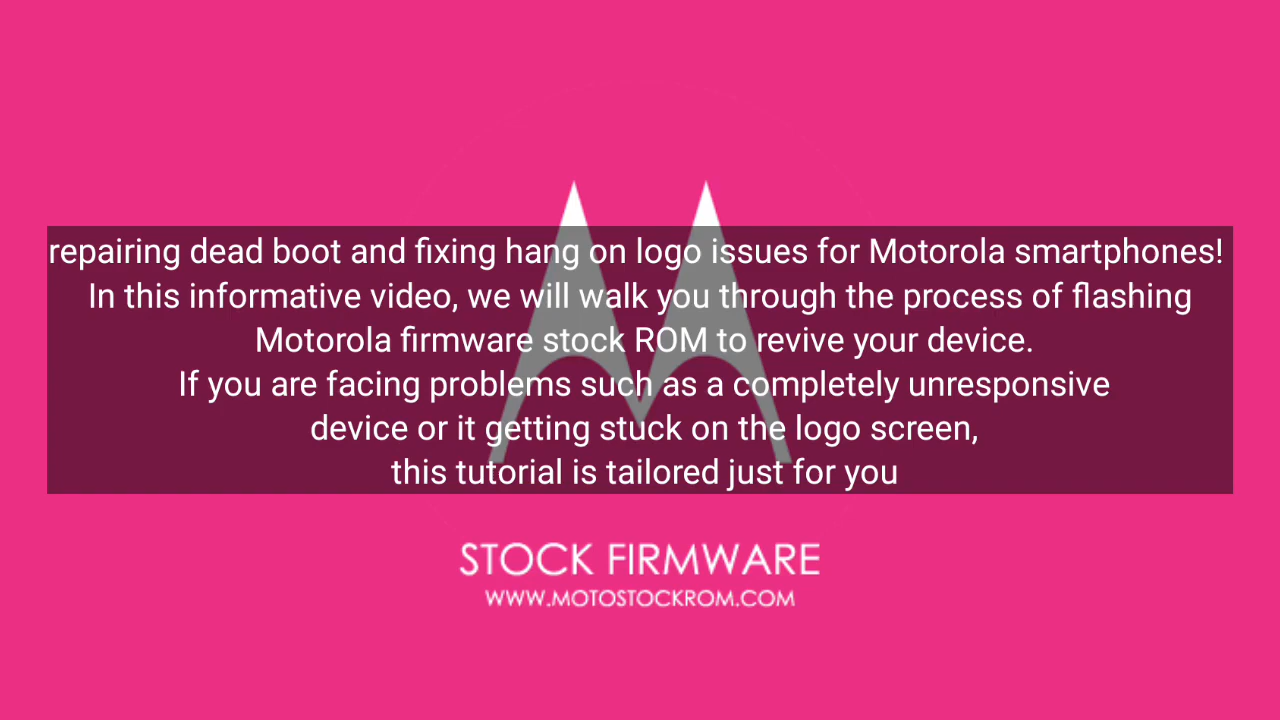 repairing dead boot and fixing hang on logo issues for Motorola smartphones!
In this informative video, we will walk you through the process of flashing
Motorola firmware stock ROM to revive your device.
If you are facing problems such as a completely unresponsive
device or it getting stuck on the logo screen,
this tutorial is tailored just for you
STOCK FIRMWARE
WWW.MOTOSTOCKROM.COM